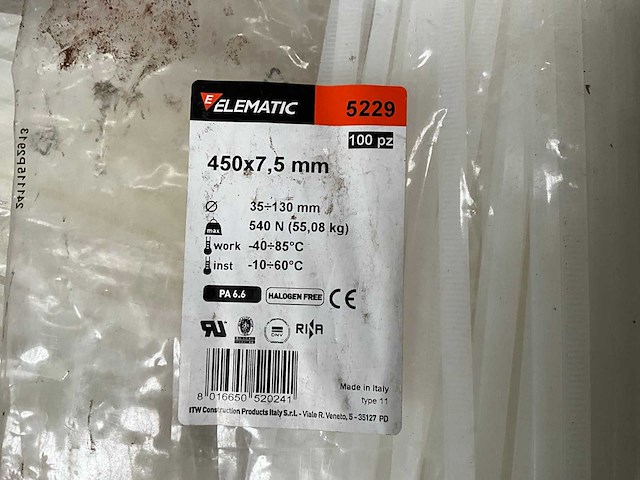 ELEMATIC 5229
100 pz
450x7,5 mm
35÷130 mm
max 540 N (55,08 kg)
work -40÷85°C
inst -10÷60°C
PA 6.6 HALOGEN FREE CE
DNV RINA
8 016650 520241
Made in Italy
type 11
ITW Construction Products Italy S.r.L - Viale R. Veneto, 5 - 35127 PD
241115P2913